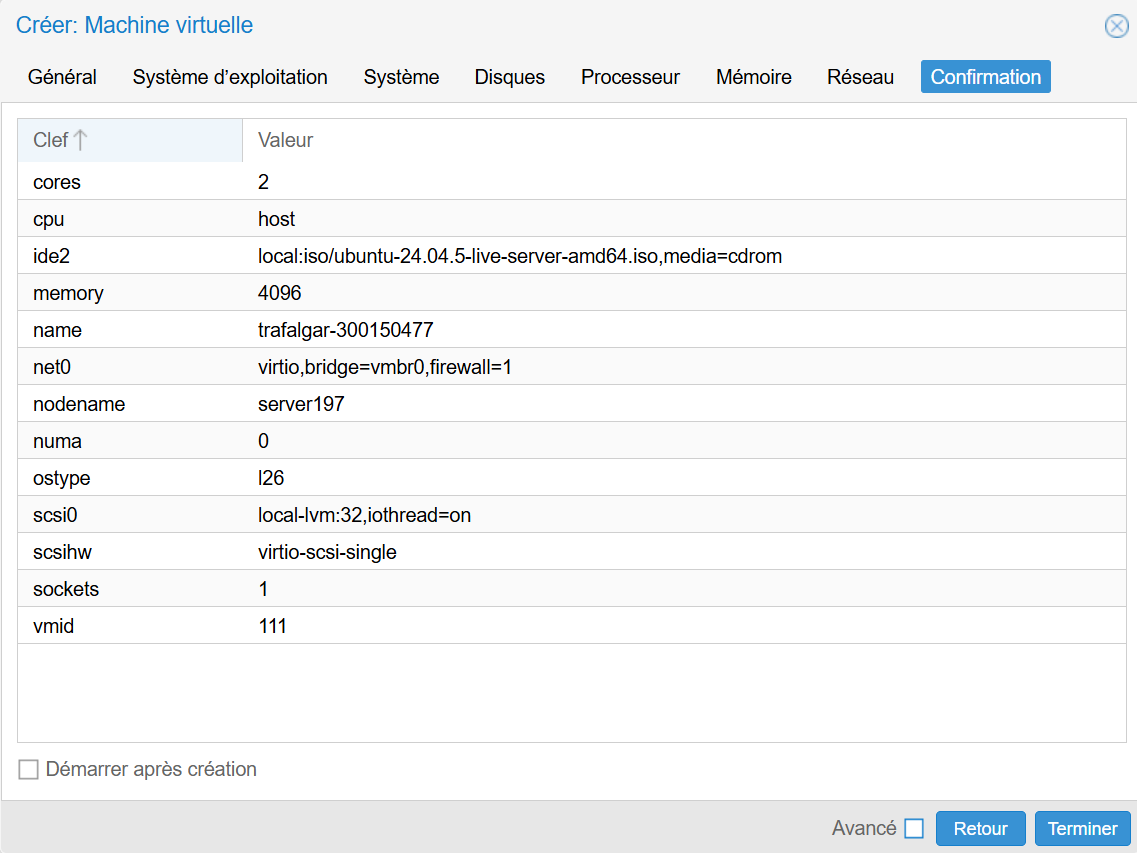 Créer: Machine virtuelle
Général Système d’exploitation Système Disques Processeur Mémoire Réseau Confirmation
Clef Valeur
cores 2
cpu host
ide2 local:iso/ubuntu-24.04.5-live-server-amd64.iso,media=cdrom
memory 4096
name trafalgar-300150477
net0 virtio,bridge=vmbr0,firewall=1
nodename server197
numa 0
ostype l26
scsi0 local-lvm:32,iothread=on
scsihw virtio-scsi-single
sockets 1
vmid 111
Démarrer après création
Avancé Retour Terminer